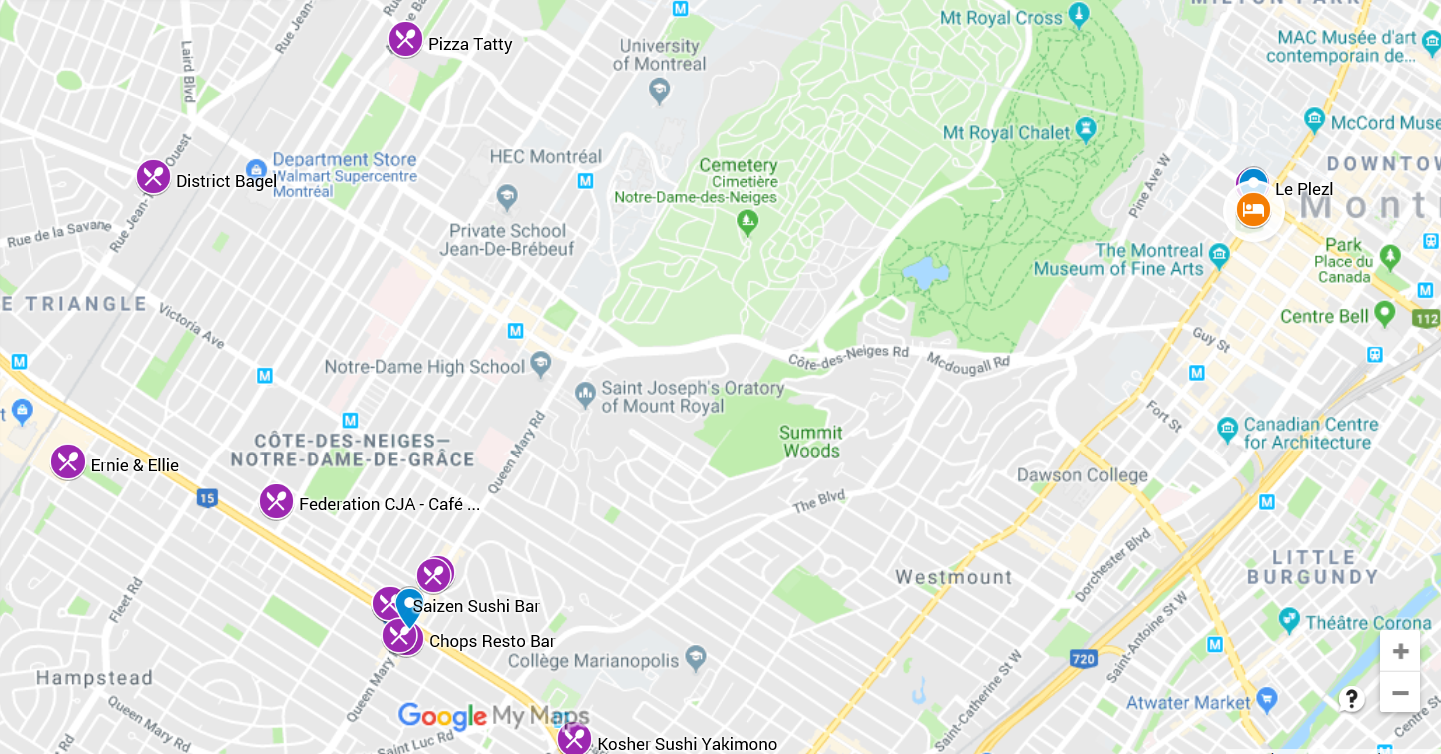 MILTON PARK
Mt Royal Cross
Pizza Tatty
University
of Montreal
MAC Musée d'art
contemporain de...
Laird Blvd
Rue Jean-
McCord Muse
Mt Royal Chalet
HEC Montréal
Department Store
Walmart Supercentre
Montréal
District Bagel
Rue Jean-T
Ouest
Cemetery
Cimetière
Notre-Dame-des-Neiges
DOWNTOW
Le Plezl
Montr
Pine Ave W
Private School
Jean-De-Brébeuf
Rue de la Savane
The Montreal
Museum of Fine Arts
Park
Place du
Canada
E TRIANGLE
Victoria Ave
Centre Bell
112
Guy St
Côte-des-Neiges Rd
Mcdougall Rd
Notre-Dame High School
Saint Joseph's Oratory
of Mount Royal
Fort St
t
Canadian Centre
for Architecture
Summit
Woods
CÔTE-DES-NEIGES—
NOTRE-DAME-DE-GRÂCE
Queen Mary Rd
Ernie & Ellie
Dawson College
15
Federation CJA - Café ...
The Blvd
Dorchester Blvd
LITTLE
BURGUNDY
Westmount
Fleet Rd
Saizen Sushi Bar
Saint-Antoine St W
Théâtre Corona
Chops Resto Bar
Collège Marianopolis
720
Hampstead
Queen Mary
Queen Mary Rd
Saint-Catherine St W
Atwater Market
Google My Maps
Saint Luc Rd
Kosher Sushi Yakimono
Centre St
+
?
−